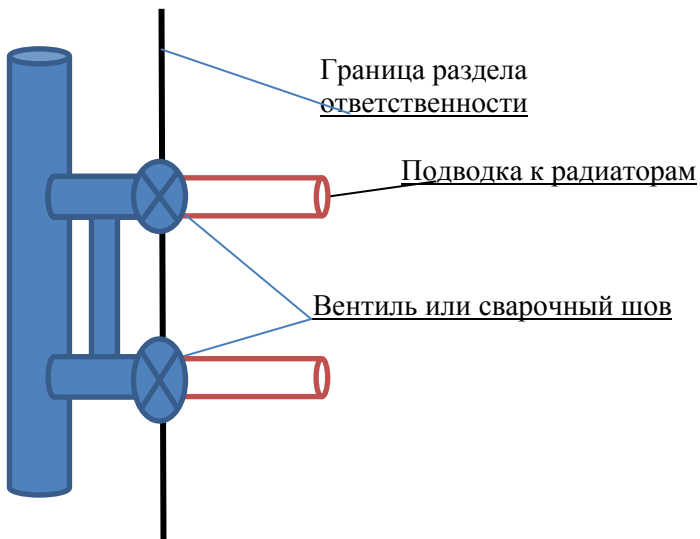 Граница раздела
ответственности
Подводка к радиаторам
Вентиль или сварочный шов